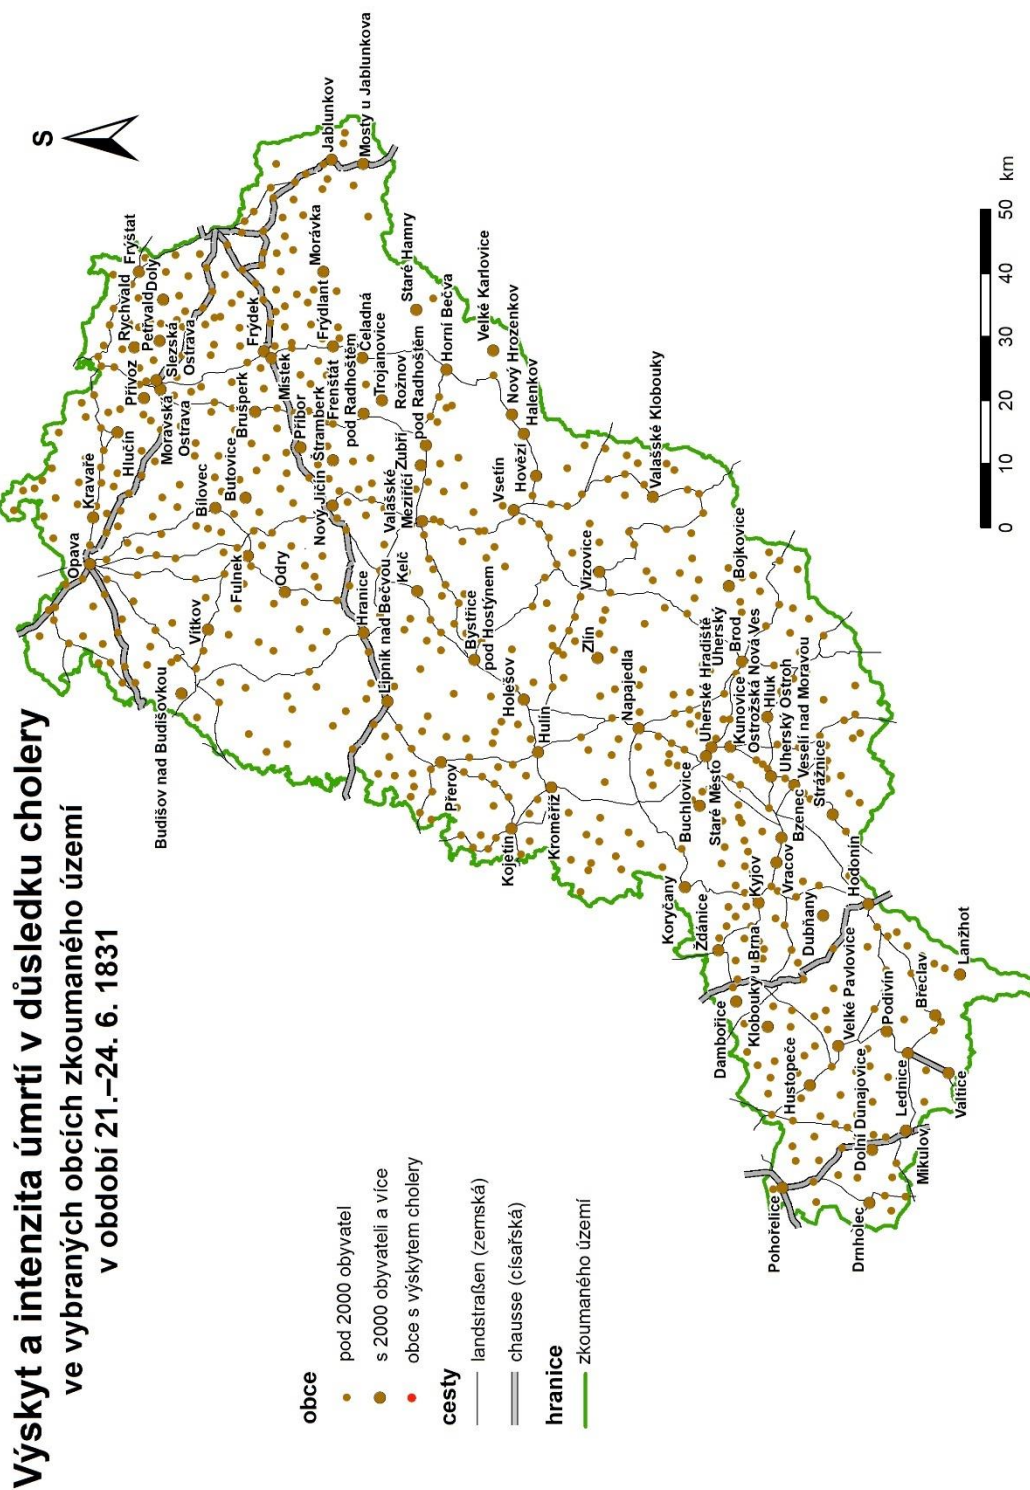 Výskyt a intenzita úmrtí v důsledku cholery
ve vybraných obcích zkoumaného území
v období 21.–24. 6. 1831
S
obce
pod 2000 obyvatel
s 2000 obyvateli a více
obce s výskytem cholery
cesty
landstraßen (zemská)
chausse (císařská)
hranice
zkoumaného území
0 10 20 30 40 50 km
Opava
Kravaře
Hlučín
Přívoz
Rychvald
Petřvald
Doly
Fryštat
Moravská
Ostrava
Slezská
Ostrava
Budišov nad Budišovkou
Vítkov
Bílovec
Butovice
Brušperk
Fulnek
Odry
Frýdek
Místek
Příbor
Štramberk
Nový Jičín
Frenštát
pod Radhoštěm
Frýdlant
Morávka
Jablunkov
Mosty u Jablunkova
Čeladná
Trojanovice
Staré Hamry
Hranice
Lipník nad Bečvou
Kelč
Valašské
Meziříčí
Zubří
Rožnov
pod Radhoštěm
Horní Bečva
Velké Karlovice
Nový Hrozenkov
Halenkov
Hovězí
Vsetín
Bystřice
pod Hostýnem
Holešov
Přerov
Kojetín
Kroměříž
Hulín
Zlín
Vizovice
Valašské Klobouky
Napajedla
Bojkovice
Uherský
Brod
Uherské Hradiště
Kunovice
Ostrožská Nová Ves
Hluk
Uherský Ostroh
Veselí nad Moravou
Strážnice
Staré Město
Buchlovice
Bzenec
Vracov
Kyjov
Koryčany
Ždánice
Dubňany
Hodonín
Dambořice
Klobouky u Brna
Hustopeče
Velké Pavlovice
Podivín
Břeclav
Lanžhot
Lednice
Valtice
Dolní Dunajovice
Mikulov
Pohořelice
Drnholec